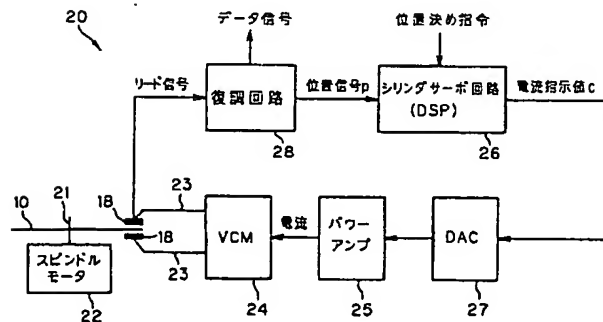 20
データ信号
位置決め指令
リード信号
復調回路
位置信号p
シリンダサーボ回路
(DSP)
電流指示値c
28
26
10
21
18
18
23
23
VCM
電流
パワー
アンプ
DAC
スピンドル
モータ
22
24
25
27